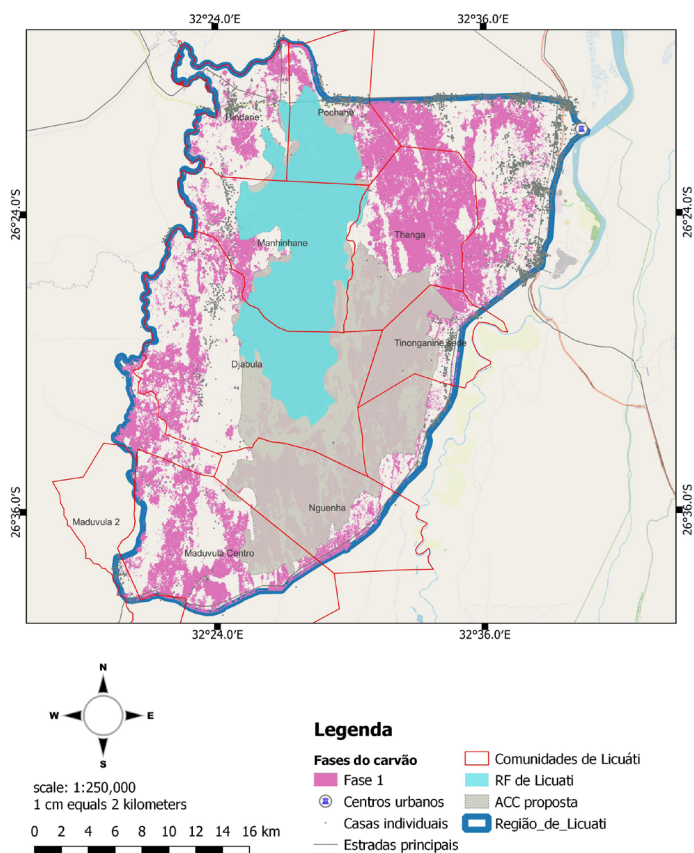 32°24.0'E 32°36.0'E
Hindane
Pochane
26°24.0'S 26°24.0'S
Thanga
Manhinhane
Tinonganine sede
Djabula
26°36.0'S 26°36.0'S
Nguenha
Maduvula 2
Maduvula Centro
32°24.0'E 32°36.0'E
N
W E
S
scale: 1:250,000
1 cm equals 2 kilometers
0 2 4 6 8 10 12 14 16 km
Legenda
Fases do carvão
Fase 1
Centros urbanos
Casas individuais
Estradas principais
Comunidades de Licuáti
RF de Licuati
ACC proposta
Região_de_Licuati